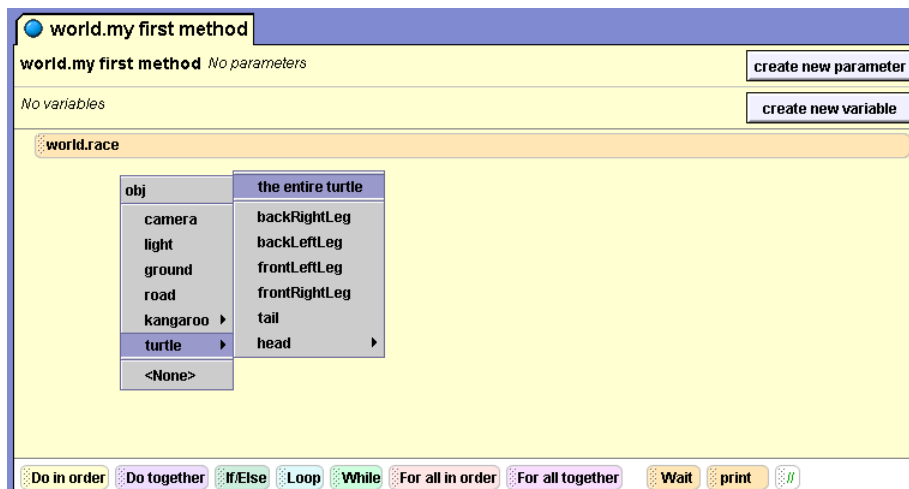 world.my first method
world.my first method No parameters
create new parameter
No variables
create new variable
world.race
obj
camera
light
ground
road
kangaroo
turtle
<None>
the entire turtle
backRightLeg
backLeftLeg
frontLeftLeg
frontRightLeg
tail
head
Do in order Do together If/Else Loop While For all in order For all together Wait print //